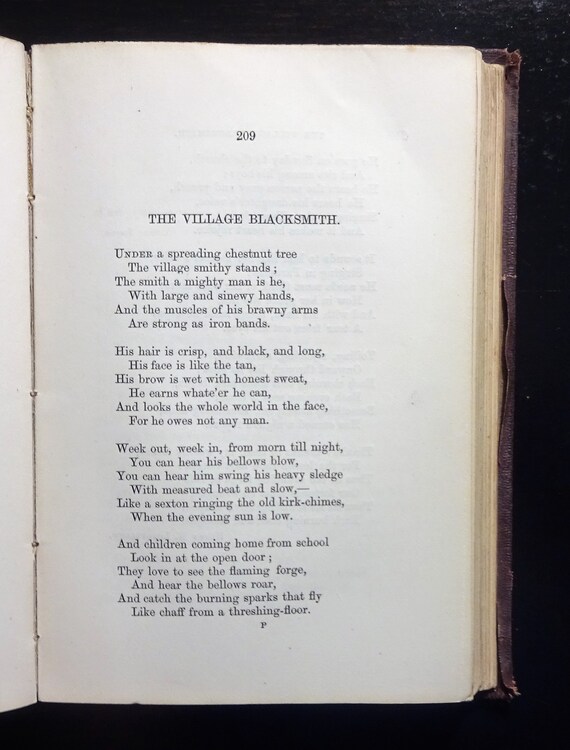 209
THE VILLAGE BLACKSMITH.
UNDER a spreading chestnut tree
The village smithy stands;
The smith a mighty man is he,
With large and sinewy hands,
And the muscles of his brawny arms
Are strong as iron bands.
His hair is crisp, and black, and long,
His face is like the tan,
His brow is wet with honest sweat,
He earns whate'er he can,
And looks the whole world in the face,
For he owes not any man.
Week out, week in, from morn till night,
You can hear his bellows blow,
You can hear him swing his heavy sledge
With measured beat and slow,—
Like a sexton ringing the old kirk-chimes,
When the evening sun is low.
And children coming home from school
Look in at the open door;
They love to see the flaming forge,
And hear the bellows roar,
And catch the burning sparks that fly
Like chaff from a threshing-floor.
P